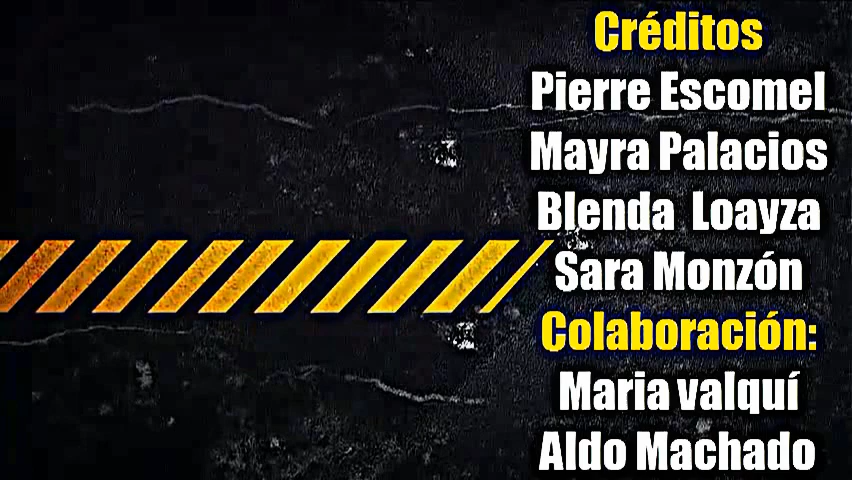 Créditos
Pierre Escomel
Mayra Palacios
Blenda Loayza
Sara Monzón
Colaboración:
Maria valquí
Aldo Machado